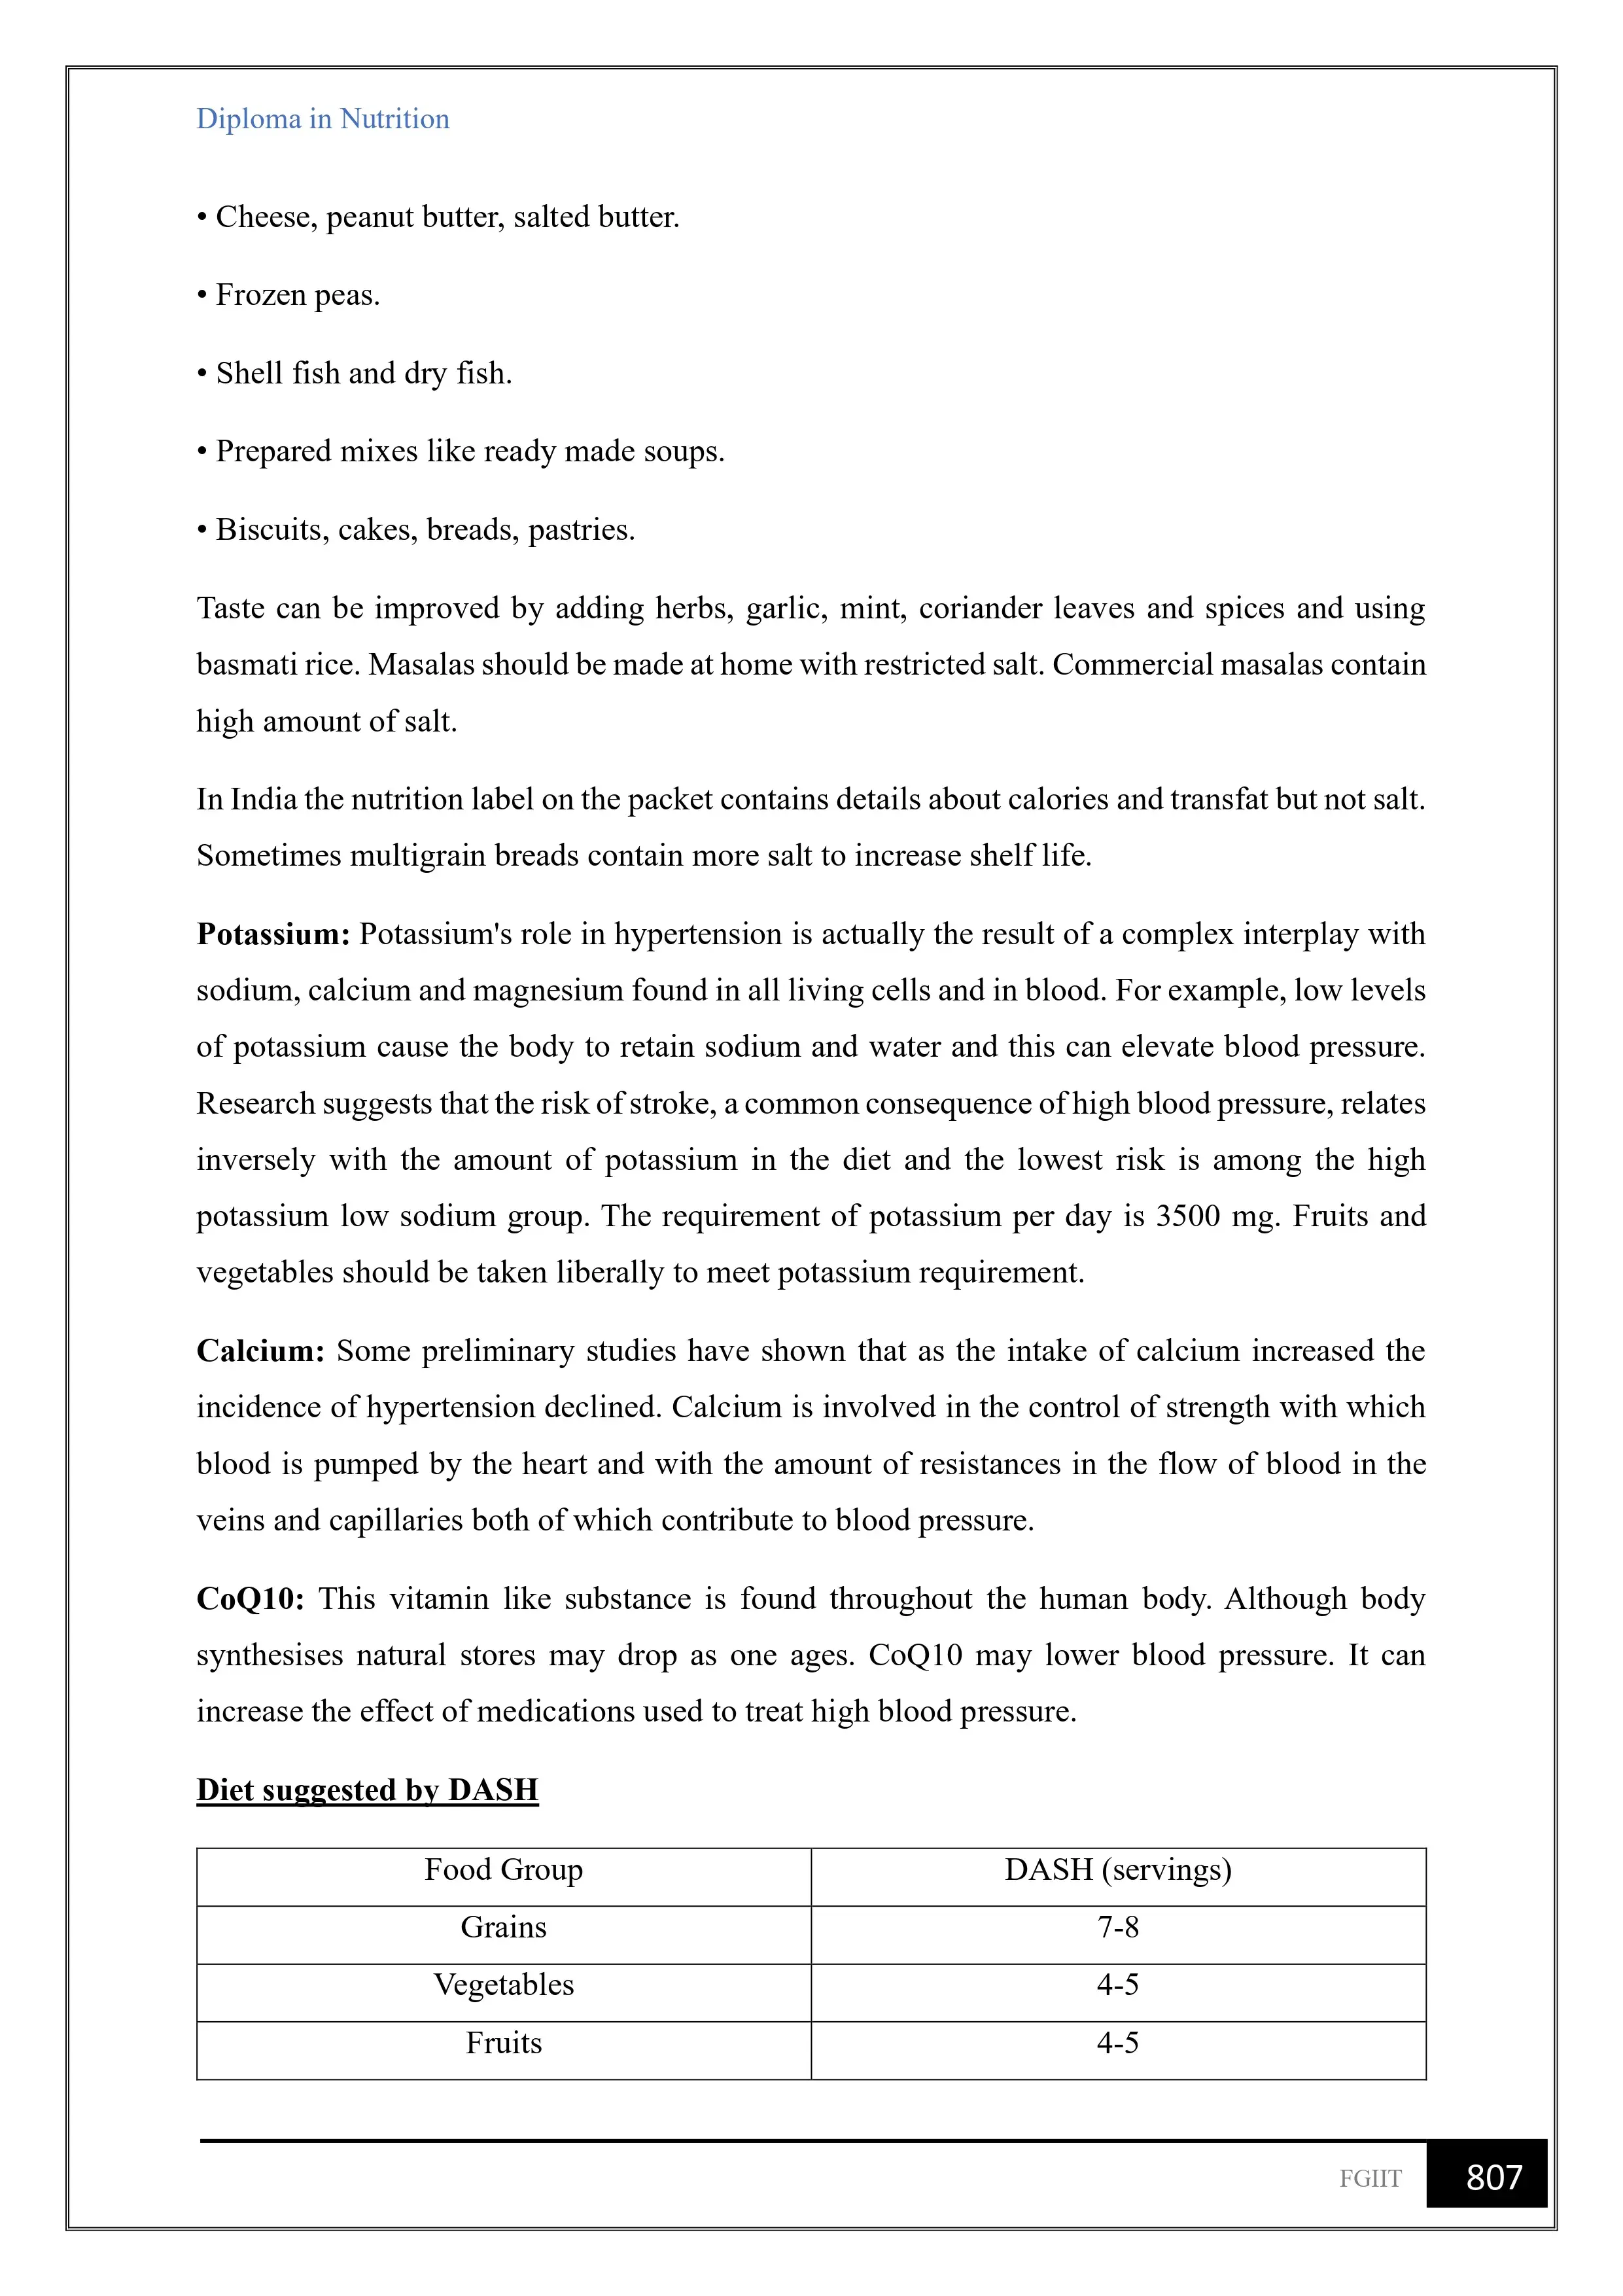 Diploma in Nutrition
• Cheese, peanut butter, salted butter.
• Frozen peas.
• Shell fish and dry fish.
• Prepared mixes like ready made soups.
• Biscuits, cakes, breads, pastries.
Taste can be improved by adding herbs, garlic, mint, coriander leaves and spices and using
basmati rice. Masalas should be made at home with restricted salt. Commercial masalas contain
high amount of salt.
In India the nutrition label on the packet contains details about calories and transfat but not salt.
Sometimes multigrain breads contain more salt to increase shelf life.
Potassium: Potassium's role in hypertension is actually the result of a complex interplay with
sodium, calcium and magnesium found in all living cells and in blood. For example, low levels
of potassium cause the body to retain sodium and water and this can elevate blood pressure.
Research suggests that the risk of stroke, a common consequence of high blood pressure, relates
inversely with the amount of potassium in the diet and the lowest risk is among the high
potassium low sodium group. The requirement of potassium per day is 3500 mg. Fruits and
vegetables should be taken liberally to meet potassium requirement.
Calcium: Some preliminary studies have shown that as the intake of calcium increased the
incidence of hypertension declined. Calcium is involved in the control of strength with which
blood is pumped by the heart and with the amount of resistances in the flow of blood in the
veins and capillaries both of which contribute to blood pressure.
CoQ10: This vitamin like substance is found throughout the human body. Although body
synthesises natural stores may drop as one ages. CoQ10 may lower blood pressure. It can
increase the effect of medications used to treat high blood pressure.
Diet suggested by DASH
Food Group DASH (servings)
Grains 7-8
Vegetables 4-5
Fruits 4-5
FGIIT 807